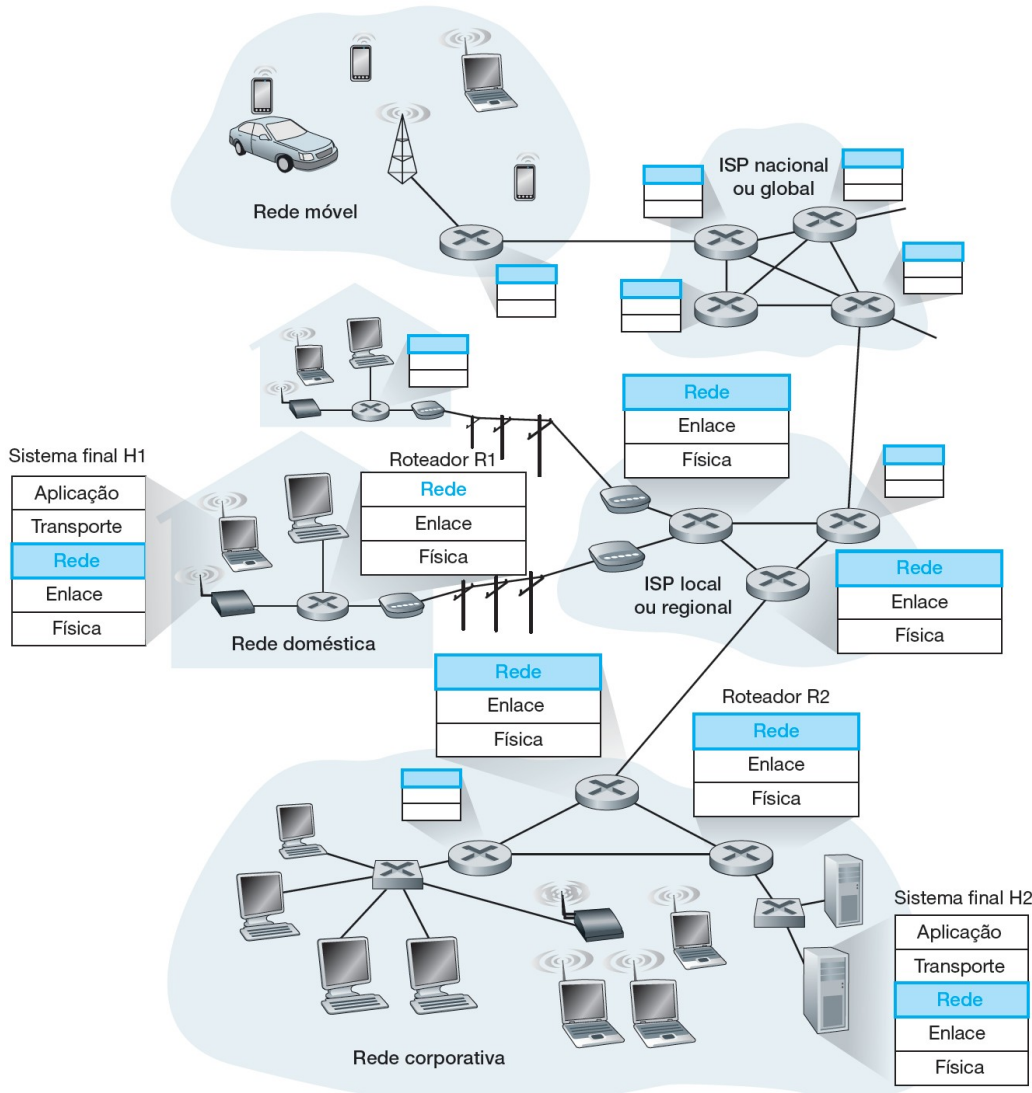 ISP nacional
ou global
Rede móvel
Rede
Enlace
Física
Sistema final H1
Aplicação
Transporte
Rede
Enlace
Física
Roteador R1
Rede
Enlace
Física
ISP local
ou regional
Rede
Enlace
Física
Rede doméstica
Rede
Enlace
Física
Roteador R2
Rede
Enlace
Física
Sistema final H2
Aplicação
Transporte
Rede
Enlace
Física
Rede corporativa